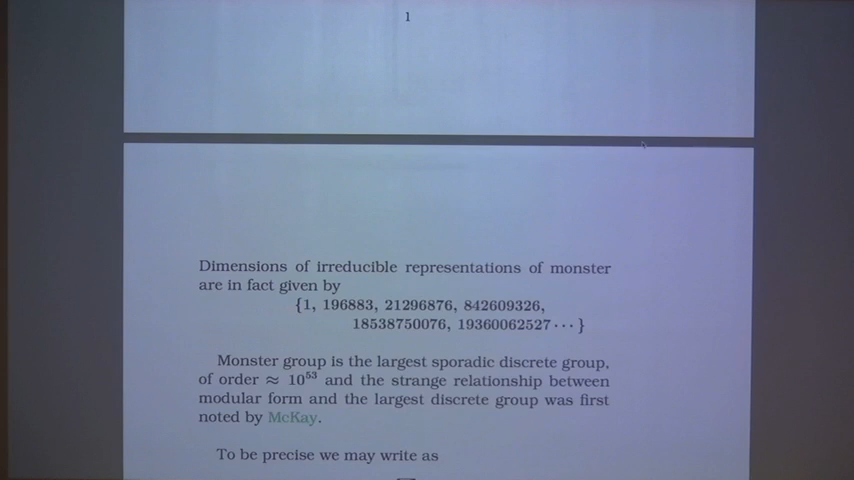 1
Dimensions of irreducible representations of monster
are in fact given by
{1, 196883, 21296876, 842609326,
18538750076, 19360062527 ··· }
Monster group is the largest sporadic discrete group,
of order ≈ 10⁵³ and the strange relationship between
modular form and the largest discrete group was first
noted by McKay.
To be precise we may write as